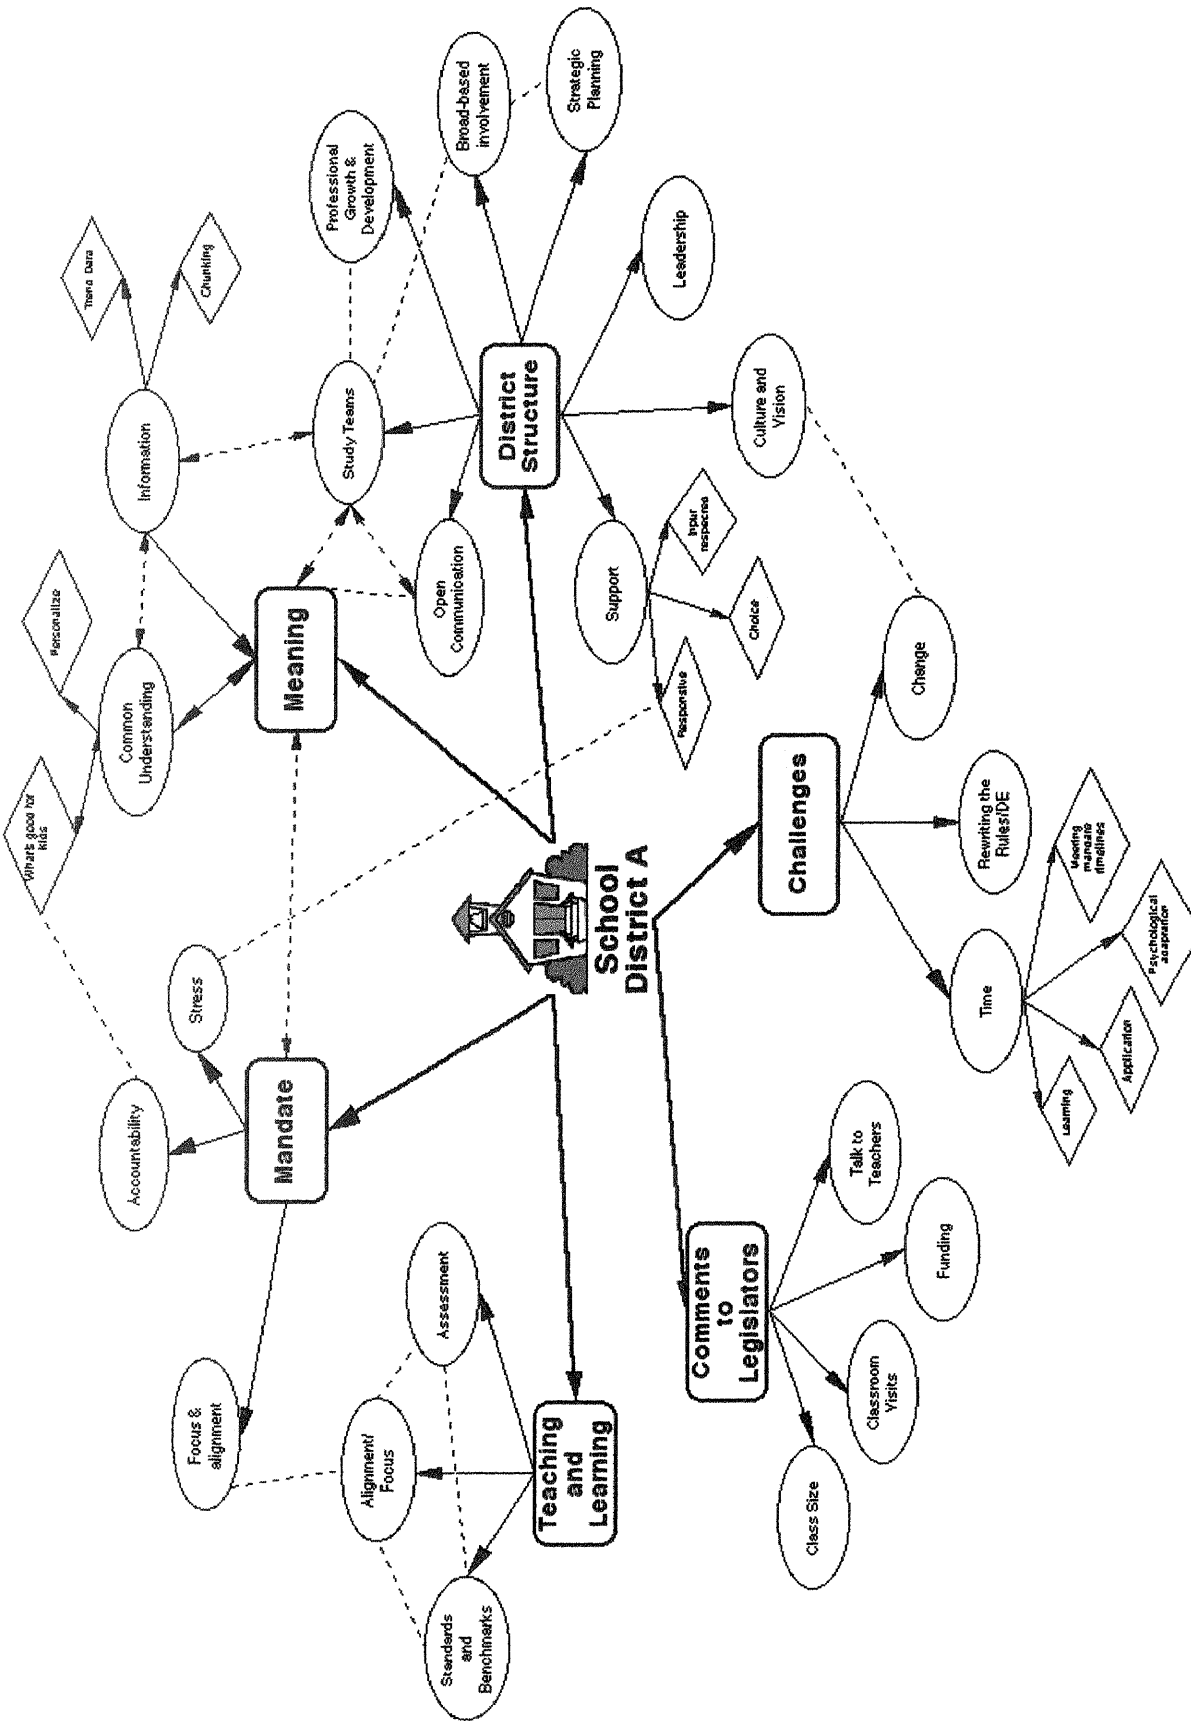 What's good for
kids
Personalize
Trend Data
Accountability
Common
Understanding
Information
Chunking
Focus &
alignment
Stress
Mandate
Meaning
Study Teams
Professional
Growth &
Development
Alignment/
Focus
Assessment
Open
Communication
Broad-based
involvement
Standards
and
Benchmarks
District
Structure
Strategic
Planning
Teaching
and
Learning
School
District A
Support
Leadership
Responsive
Input
respected
Choice
Culture and
Vision
Comments
to
Legislators
Challenges
Class Size
Classroom
Visits
Talk to
Teachers
Funding
Change
Rewriting the
Rules/DE
Time
Learning
Application
Psychological
adaptation
Meeting
mandate
timelines